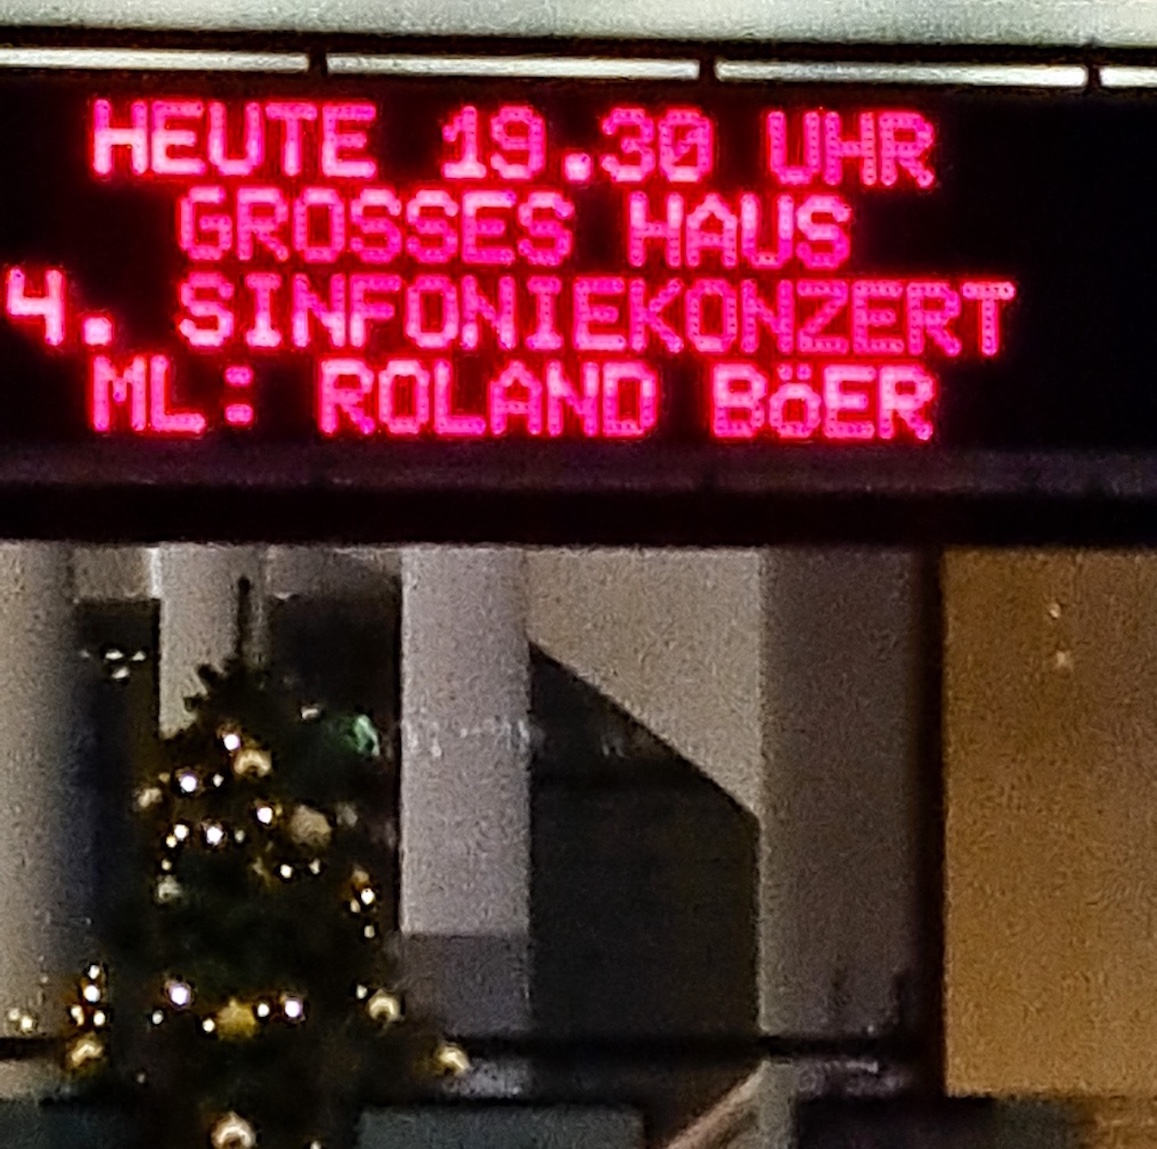 HEUTE 19.30 UHR
GROSSES HAUS
4. SINFONIEKONZERT
ML: ROLAND BöER